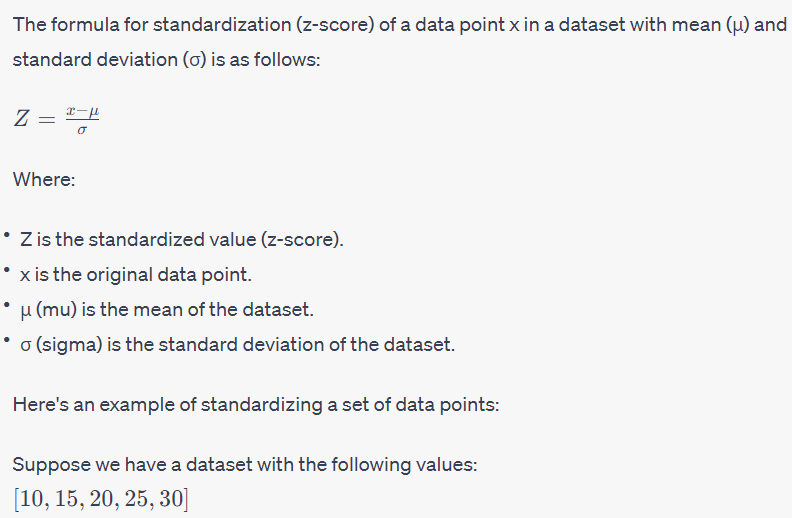 The formula for standardization (z-score) of a data point x in a dataset with mean (μ) and
standard deviation (σ) is as follows:
Z = \frac{x-μ}{σ}
Where:
• Z is the standardized value (z-score).
• x is the original data point.
• μ (mu) is the mean of the dataset.
• σ (sigma) is the standard deviation of the dataset.
Here's an example of standardizing a set of data points:
Suppose we have a dataset with the following values:
[10, 15, 20, 25, 30]